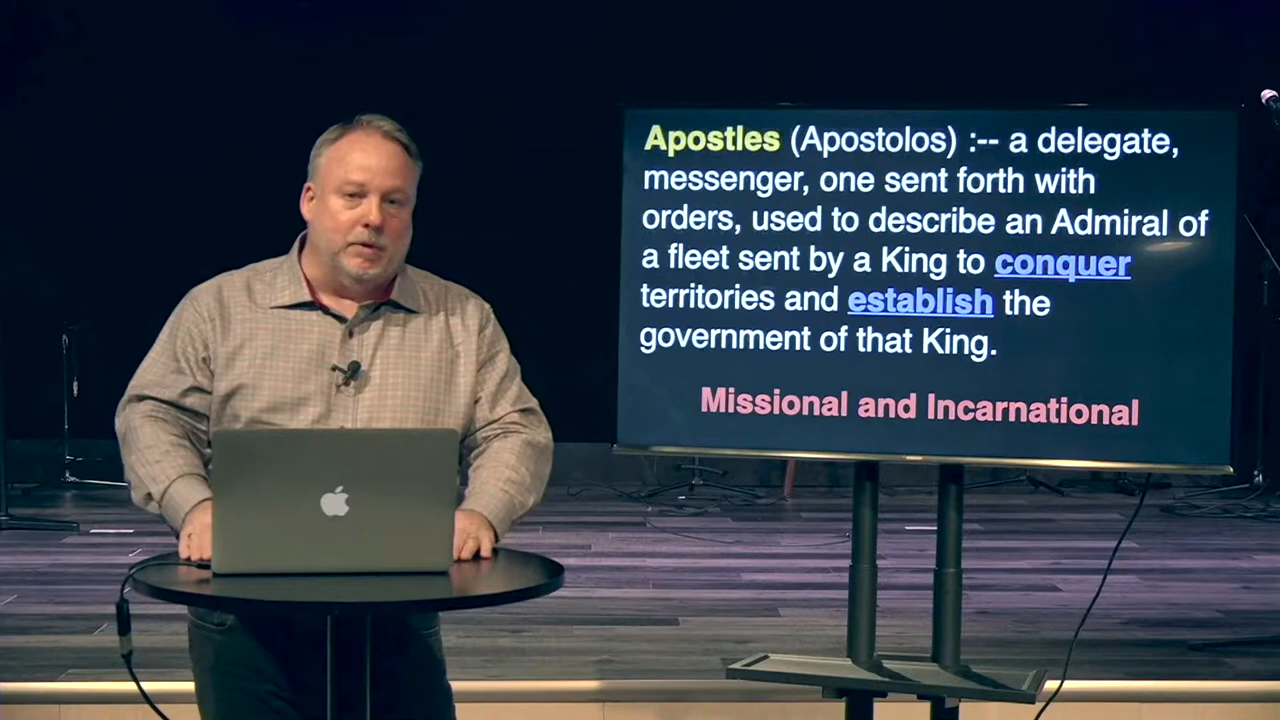 Apostles (Apostolos) :-- a delegate,
messenger, one sent forth with
orders, used to describe an Admiral of
a fleet sent by a King to conquer
territories and establish the
government of that King.
Missional and Incarnational